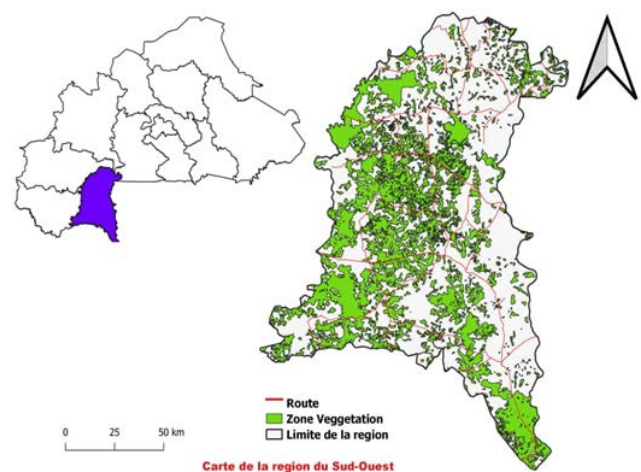 Route
Zone Veggetation
Limite de la region
0 25 50 km
Carte de la region du Sud-Ouest